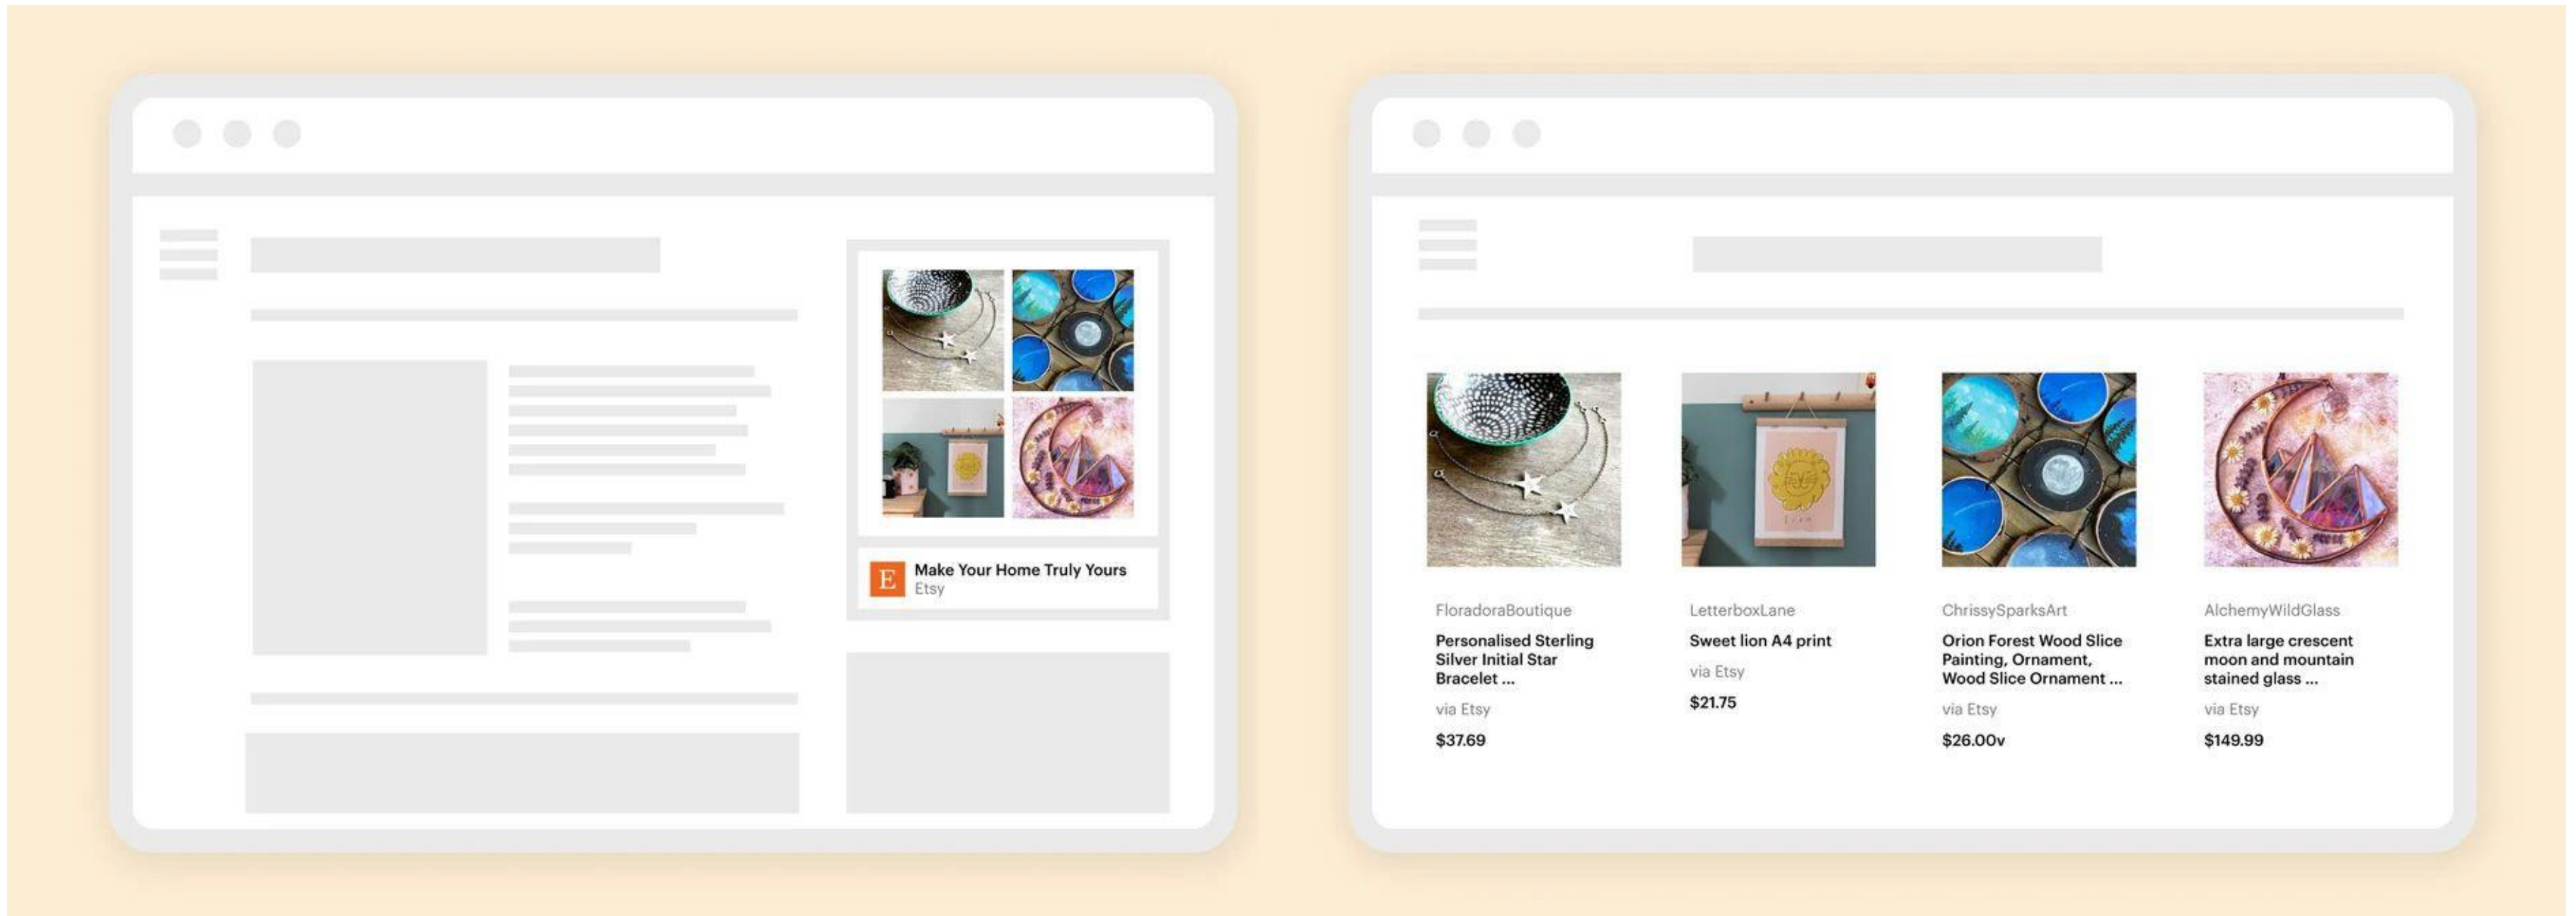 E
Make Your Home Truly Yours
Etsy
FloradoraBoutique
Personalised Sterling
Silver Initial Star
Bracelet ...
via Etsy
$37.69
LetterboxLane
Sweet lion A4 print
via Etsy
$21.75
ChrissySparksArt
Orion Forest Wood Slice
Painting, Ornament,
Wood Slice Ornament ...
via Etsy
$26.00v
AlchemyWildGlass
Extra large crescent
moon and mountain
stained glass ...
via Etsy
$149.99